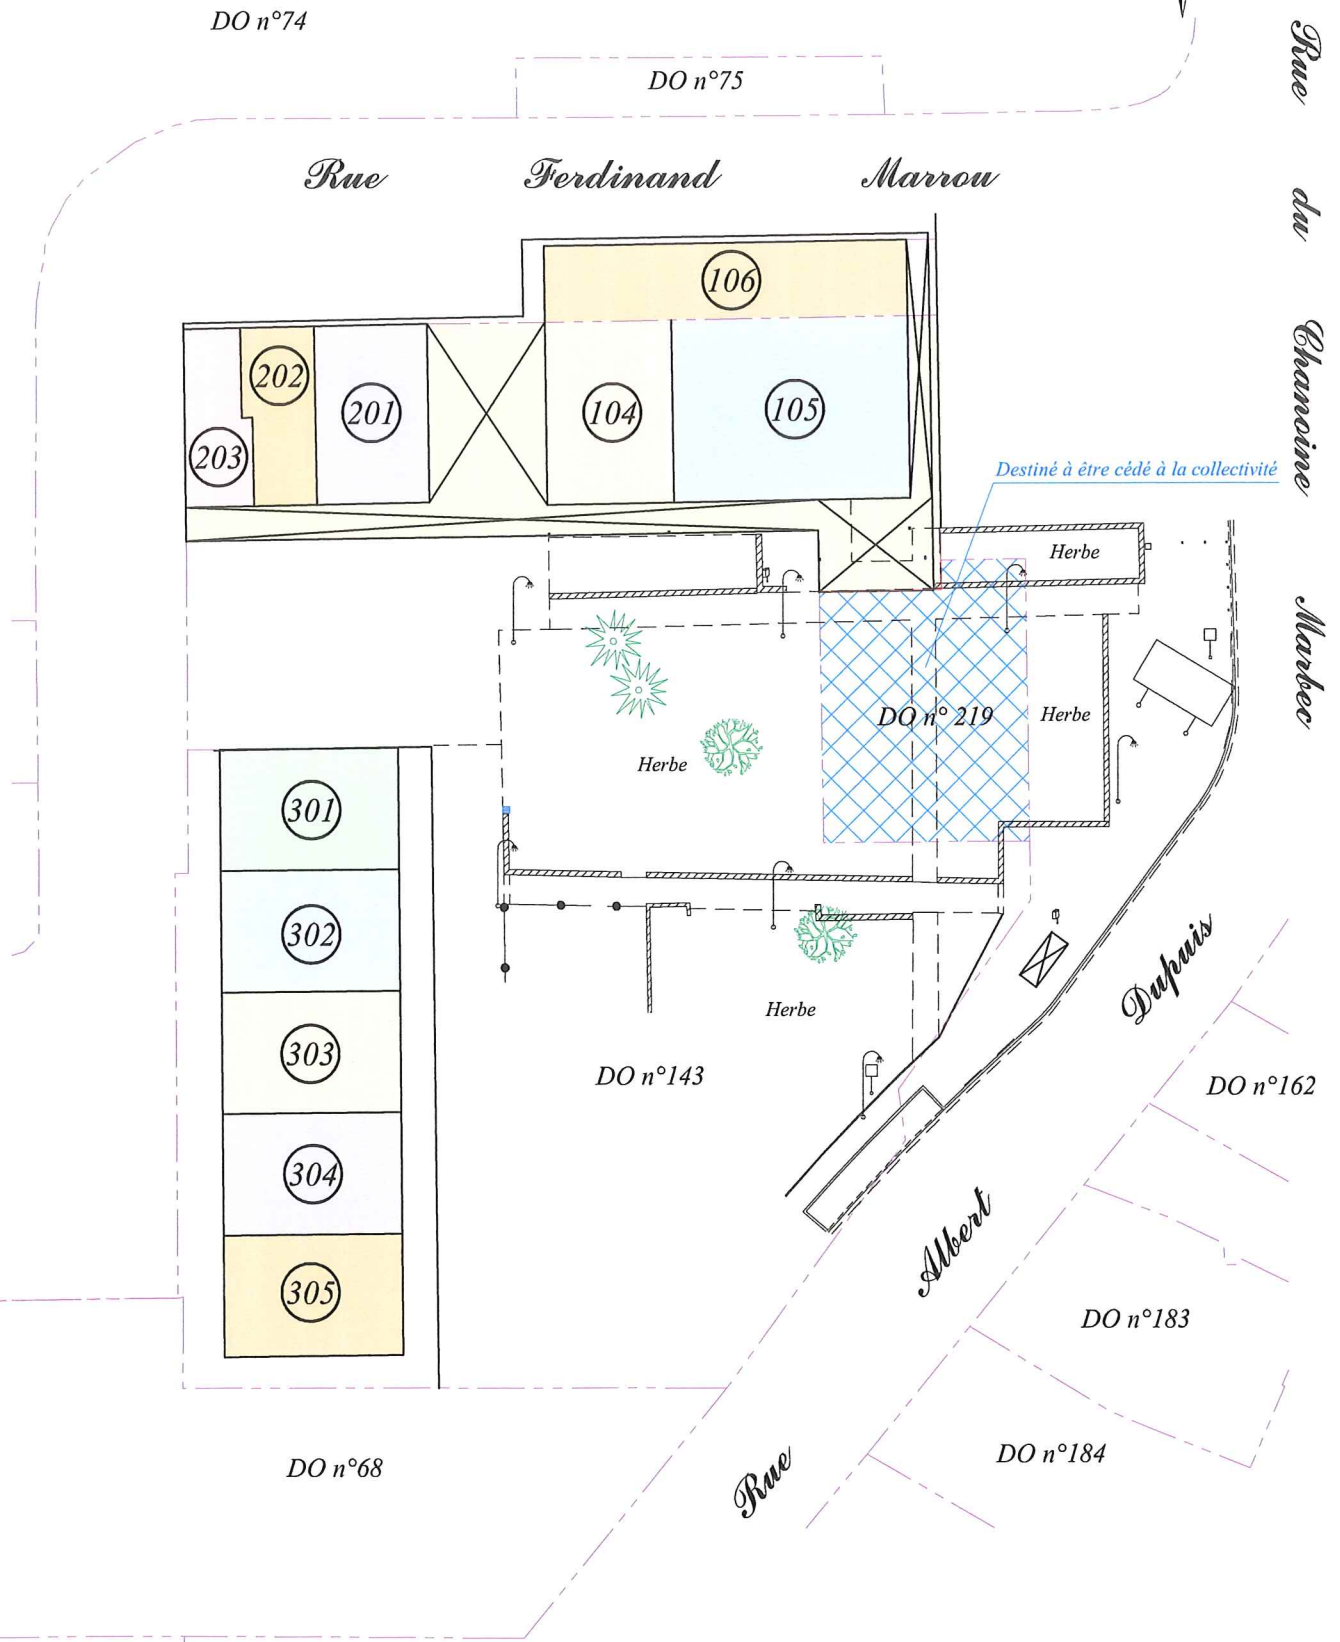 DO n°74
DO n°75
Rue Ferdinand Marrou
Rue du Chanoine Marbec
106
202
201
203
104
105
Destiné à être cédé à la collectivité
Herbe
DO n° 219
Herbe
Herbe
301
302
303
304
305
Herbe
DO n°143
Rue Albert Dupuis
DO n°162
DO n°183
DO n°184
DO n°68